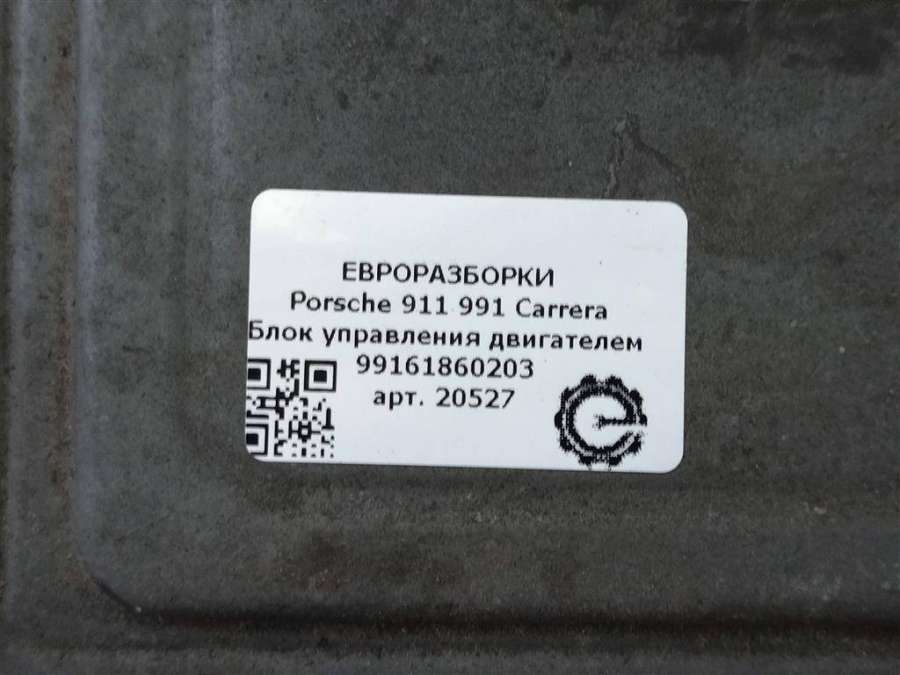 ЕВРОРАЗБОРКИ
Porsche 911 991 Carrera
Блок управления двигателем
99161860203
арт. 20527